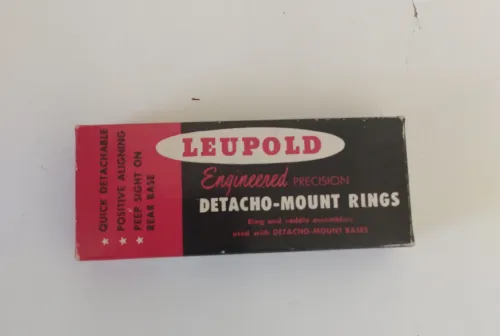 LEUPOLD
Engineered PRECISION
DETACHO-MOUNT RINGS
Ring and saddle assemblies
used with DETACHO-MOUNT BASES
★ QUICK DETACHABLE
★ POSITIVE ALIGNING
★ PEEP SIGHT ON
REAR BASE